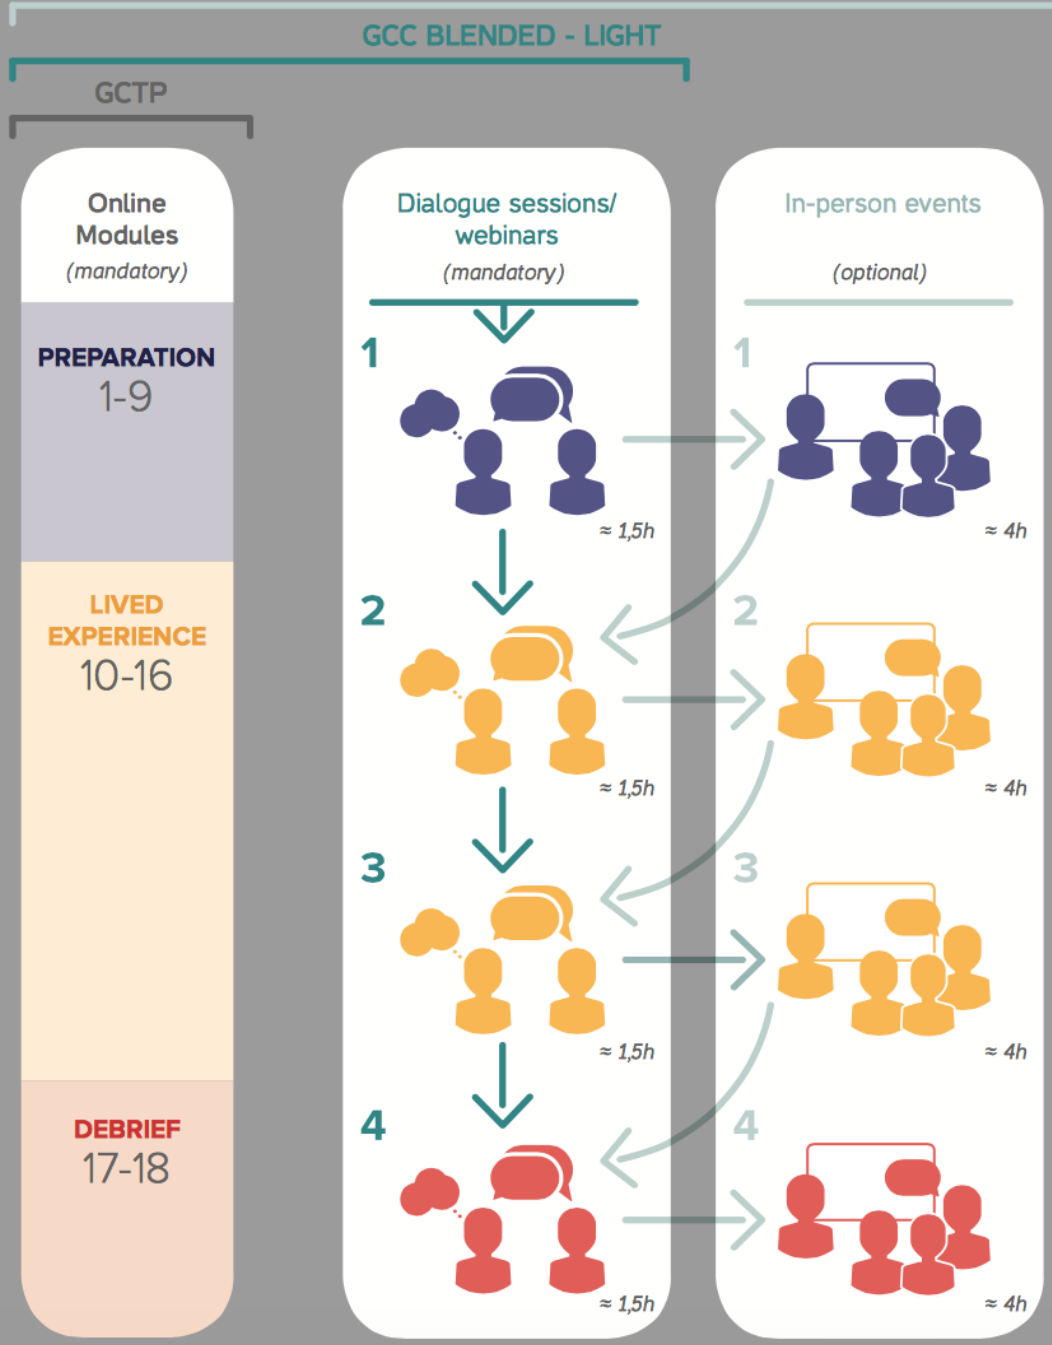 GCC BLENDED - LIGHT
GCTP
Online
Modules
(mandatory)
PREPARATION
1-9
LIVED
EXPERIENCE
10-16
DEBRIEF
17-18
Dialogue sessions/
webinars
(mandatory)
1
≈ 1,5h
2
≈ 1,5h
3
≈ 1,5h
4
≈ 1,5h
In-person events
(optional)
1
≈ 4h
2
≈ 4h
3
≈ 4h
4
≈ 4h